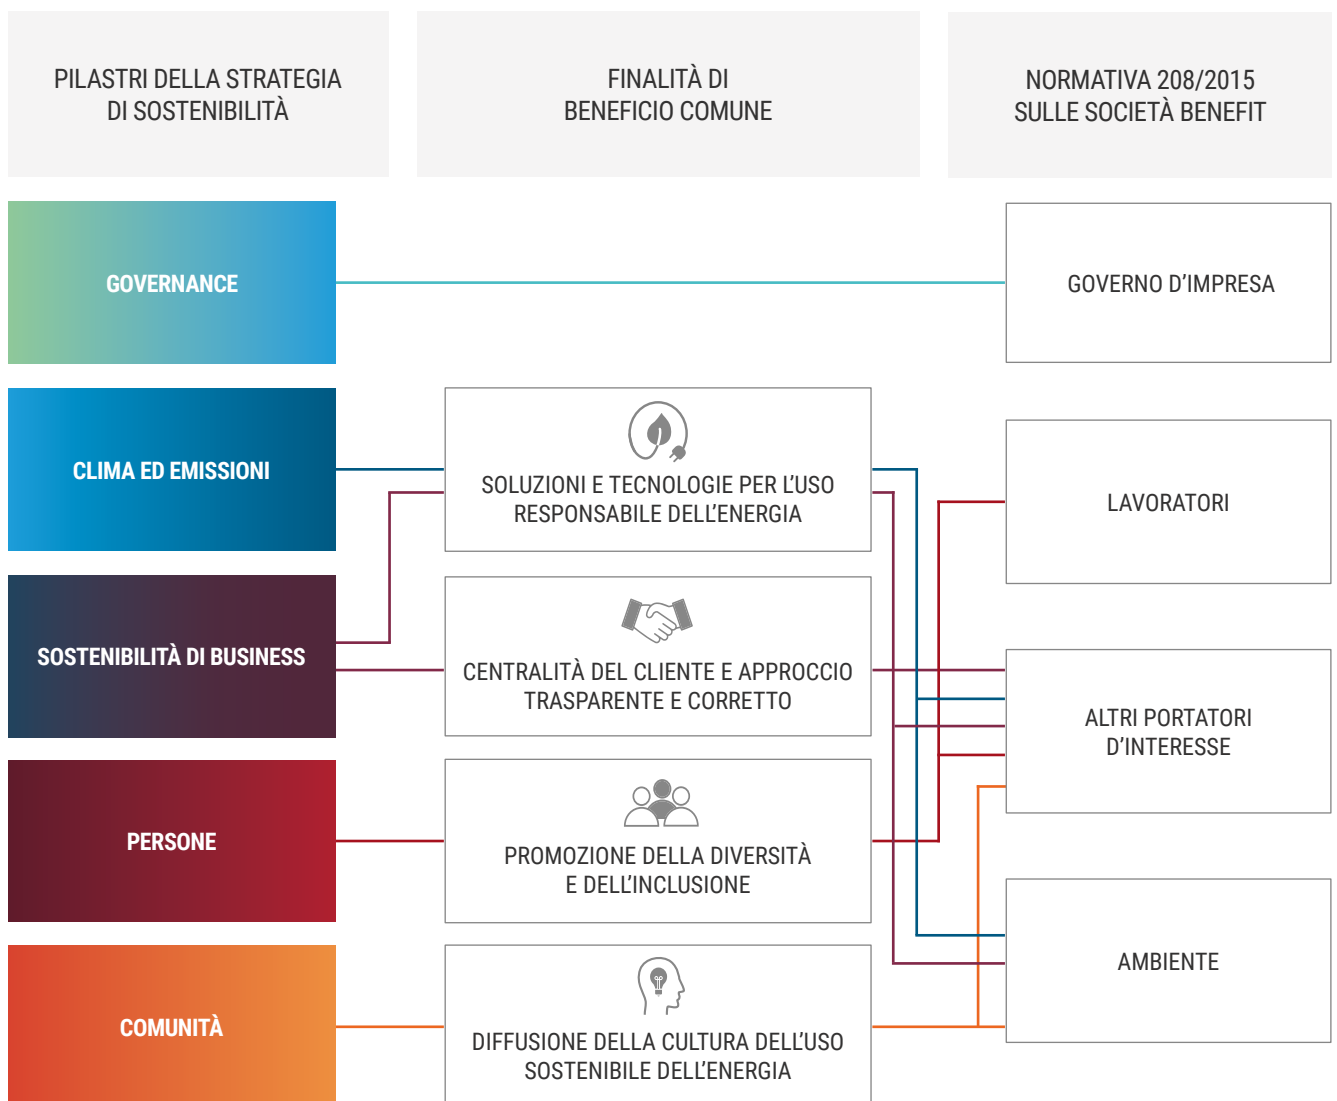 PILASTRI DELLA STRATEGIA
DI SOSTENIBILITÀ
FINALITÀ DI
BENEFICIO COMUNE
NORMATIVA 208/2015
SULLE SOCIETÀ BENEFIT
GOVERNANCE
GOVERNO D'IMPRESA
CLIMA ED EMISSIONI
SOLUZIONI E TECNOLOGIE PER L'USO
RESPONSABILE DELL'ENERGIA
LAVORATORI
SOSTENIBILITÀ DI BUSINESS
CENTRALITÀ DEL CLIENTE E APPROCCIO
TRASPARENTE E CORRETTO
ALTRI PORTATORI
D'INTERESSE
PERSONE
PROMOZIONE DELLA DIVERSITÀ
E DELL'INCLUSIONE
AMBIENTE
COMUNITÀ
DIFFUSIONE DELLA CULTURA DELL'USO
SOSTENIBILE DELL'ENERGIA